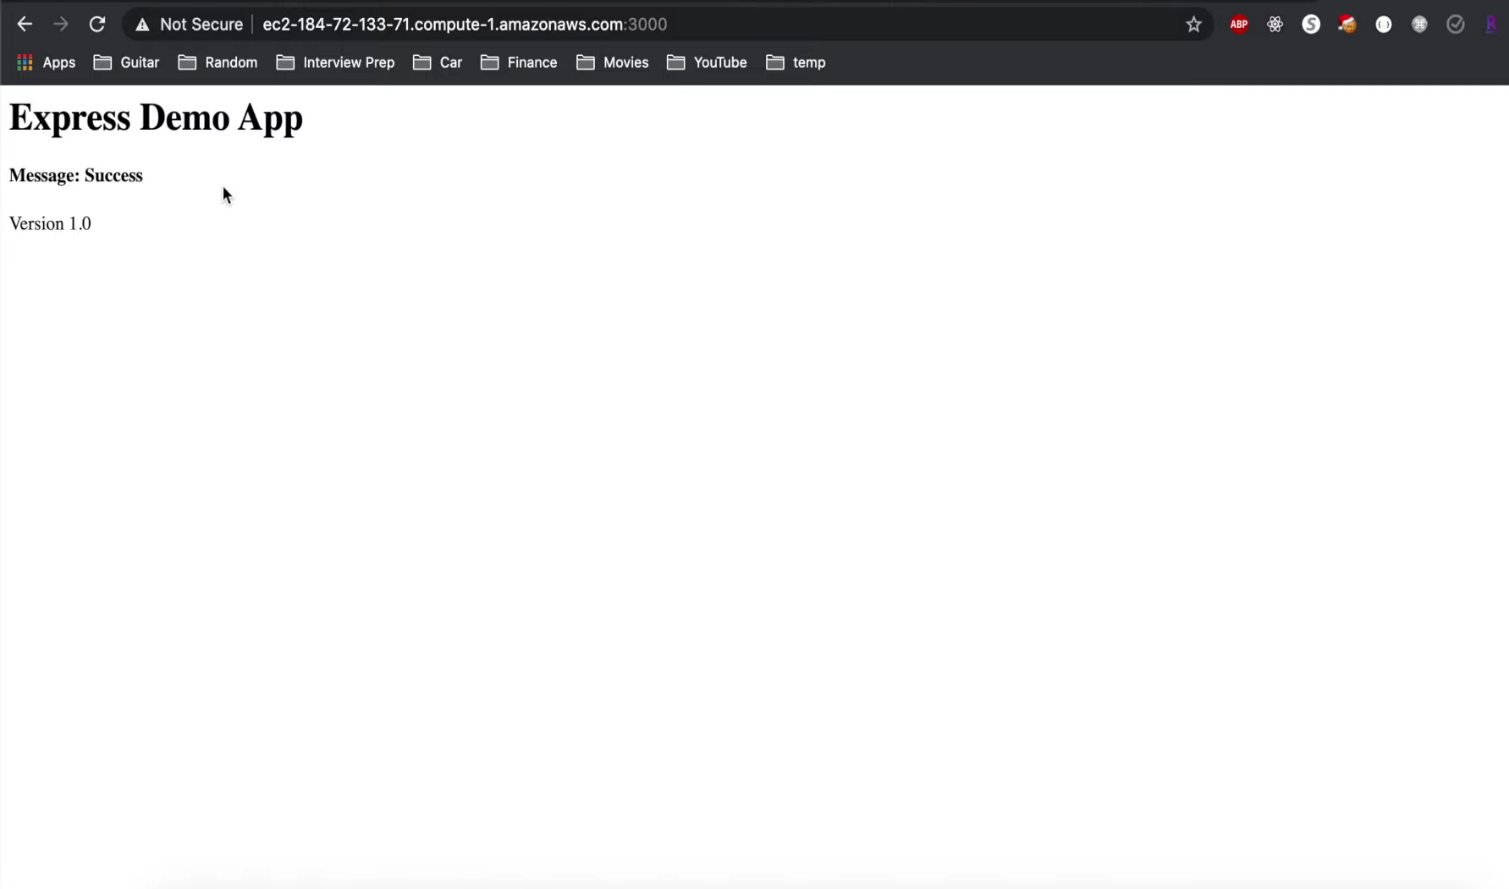 Not Secure ec2-184-72-133-71.compute-1.amazonaws.com:3000 ABP
Apps Guitar Random Interview Prep Car Finance Movies YouTube temp
Express Demo App
Message: Success
Version 1.0